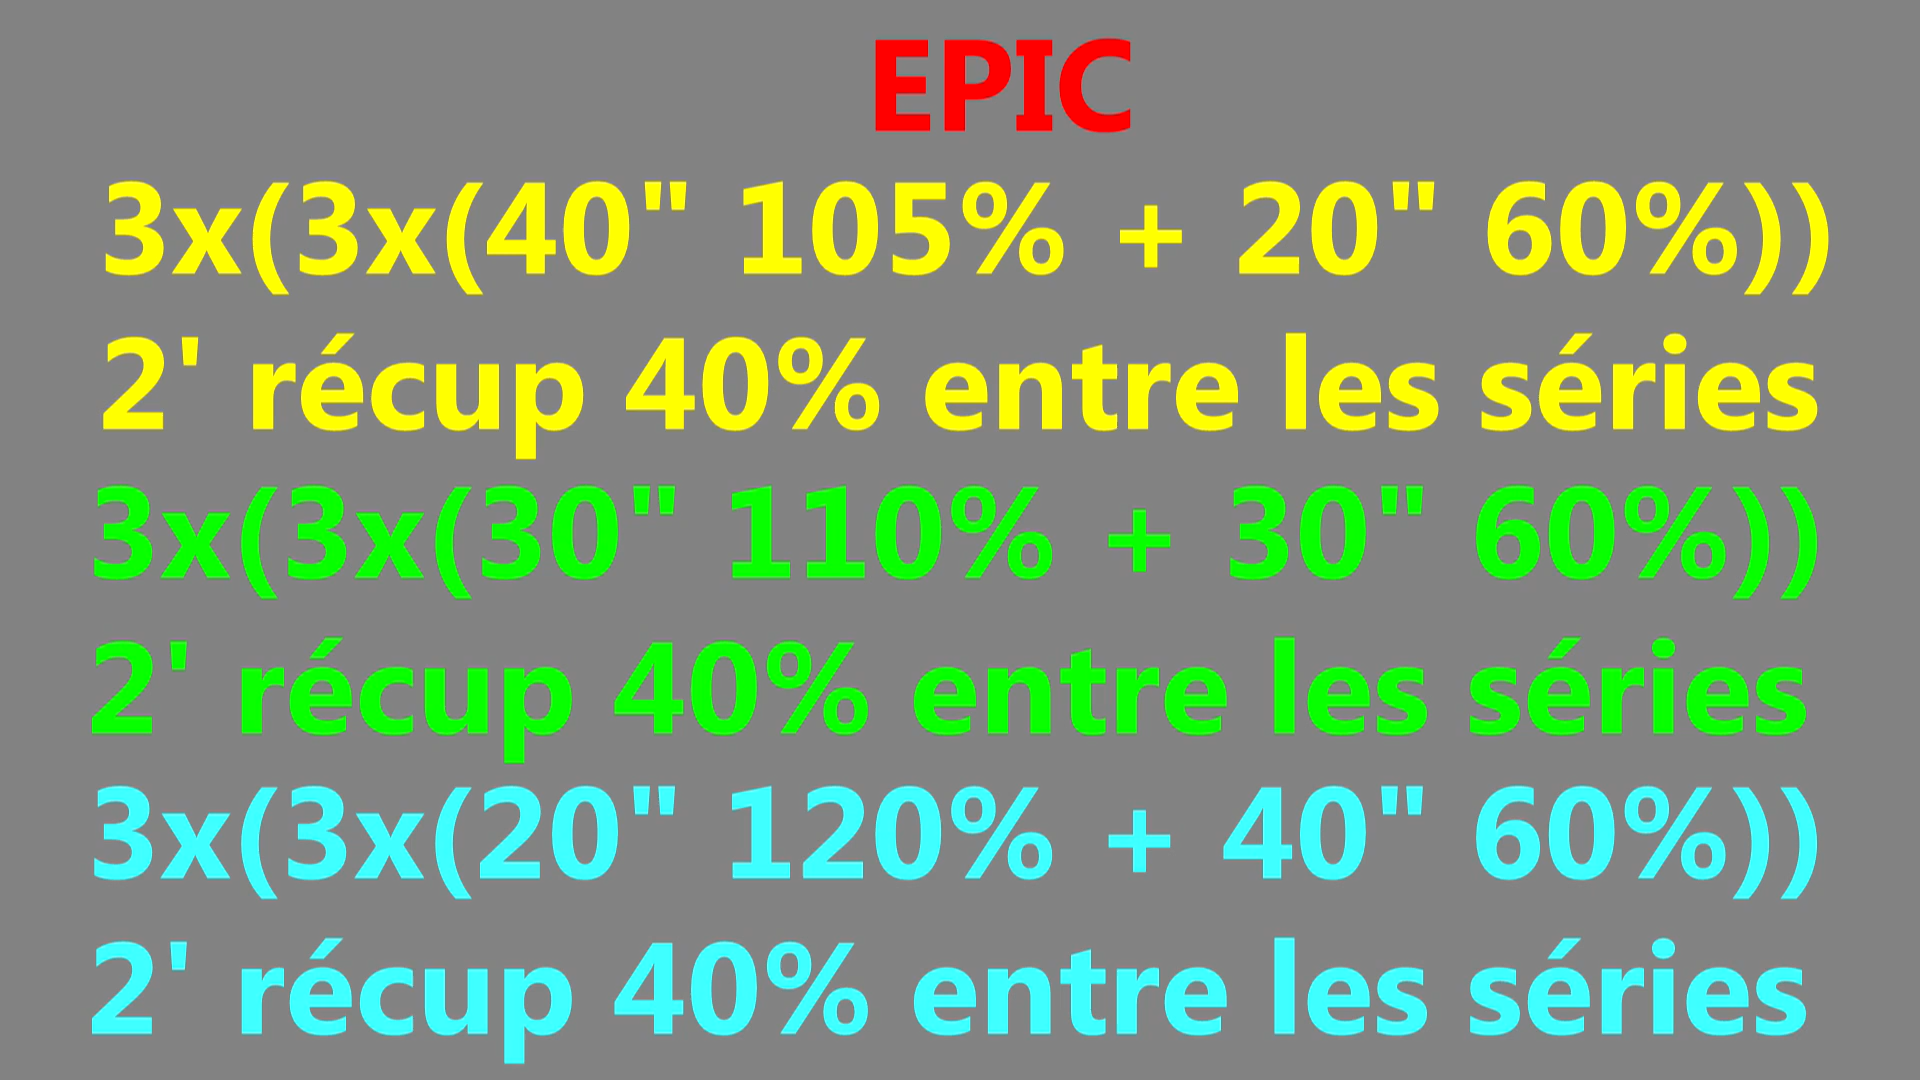 EPIC
3x(3x(40" 105% + 20" 60%))
2' récup 40% entre les séries
3x(3x(30" 110% + 30" 60%))
2' récup 40% entre les séries
3x(3x(20" 120% + 40" 60%))
2' récup 40% entre les séries